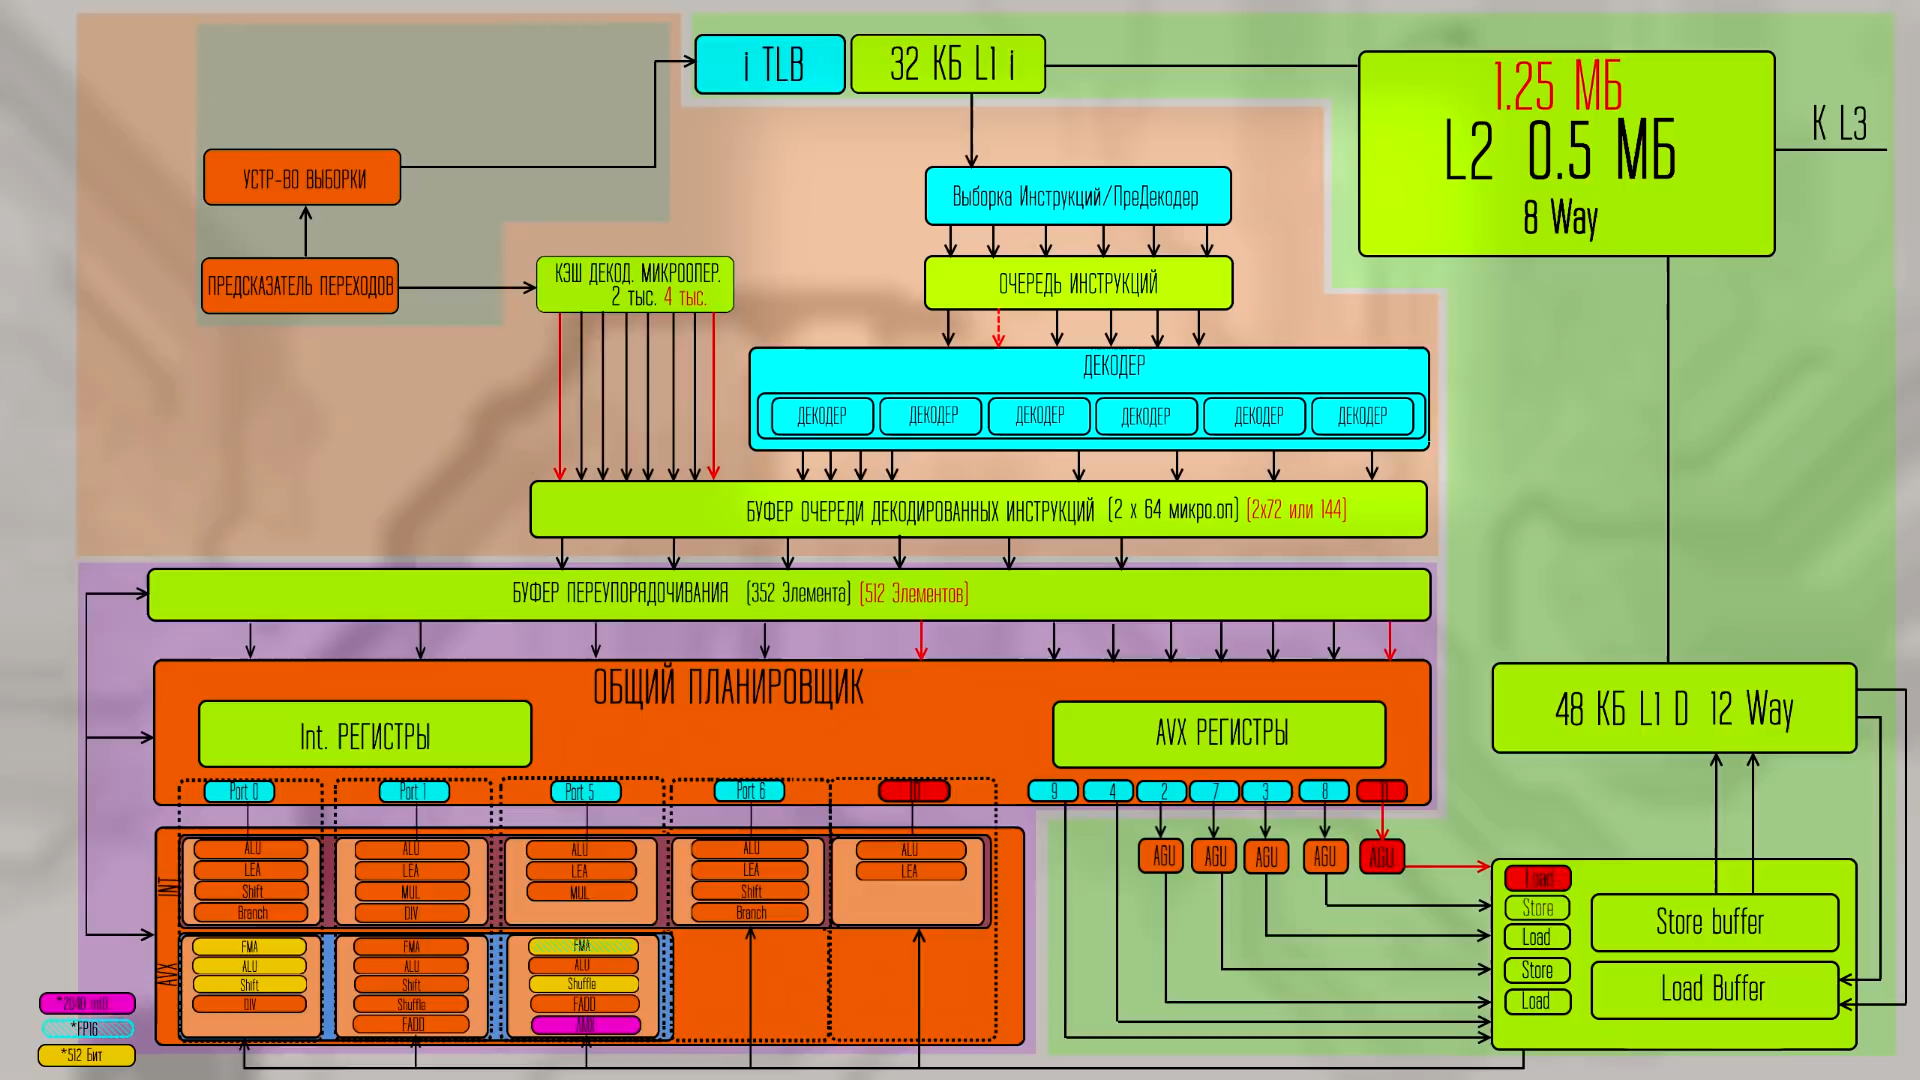 i TLB
32 КБ L1 i
1.25 МБ
L2 0.5 МБ
8 Way
К L3
УСТР-ВО ВЫБОРКИ
Выборка Инструкций/ПреДекодер
ПРЕДСКАЗАТЕЛЬ ПЕРЕХОДОВ
КЭШ ДЕКОД. МИКРООПЕР.
2 тыс. 4 тыс.
ОЧЕРЕДЬ ИНСТРУКЦИЙ
ДЕКОДЕР
ДЕКОДЕР ДЕКОДЕР ДЕКОДЕР ДЕКОДЕР ДЕКОДЕР ДЕКОДЕР
БУФЕР ОЧЕРЕДИ ДЕКОДИРОВАННЫХ ИНСТРУКЦИЙ (2 x 64 микро.оп) (2x72 или 144)
БУФЕР ПЕРЕУПОРЯДОЧИВАНИЯ (352 Элемента) (512 Элементов)
ОБЩИЙ ПЛАНИРОВЩИК
Int. РЕГИСТРЫ
AVX РЕГИСТРЫ
48 КБ L1 D 12 Way
Port 0 Port 1 Port 5 Port 6 10 9 4 2 7 3 8 11
INT
ALU
LEA
Shift
Branch
ALU
LEA
MUL
DIV
ALU
LEA
MUL
ALU
LEA
Shift
Branch
ALU
LEA
AGU AGU AGU AGU AGU
AVX
FMA
ALU
Shift
DIV
FMA
ALU
Shift
Shuffle
FADD
FMA
ALU
Shuffle
FADD
AMX
Load
Store
Load
Store
Load
Store buffer
Load Buffer
*FP16
*512 Бит